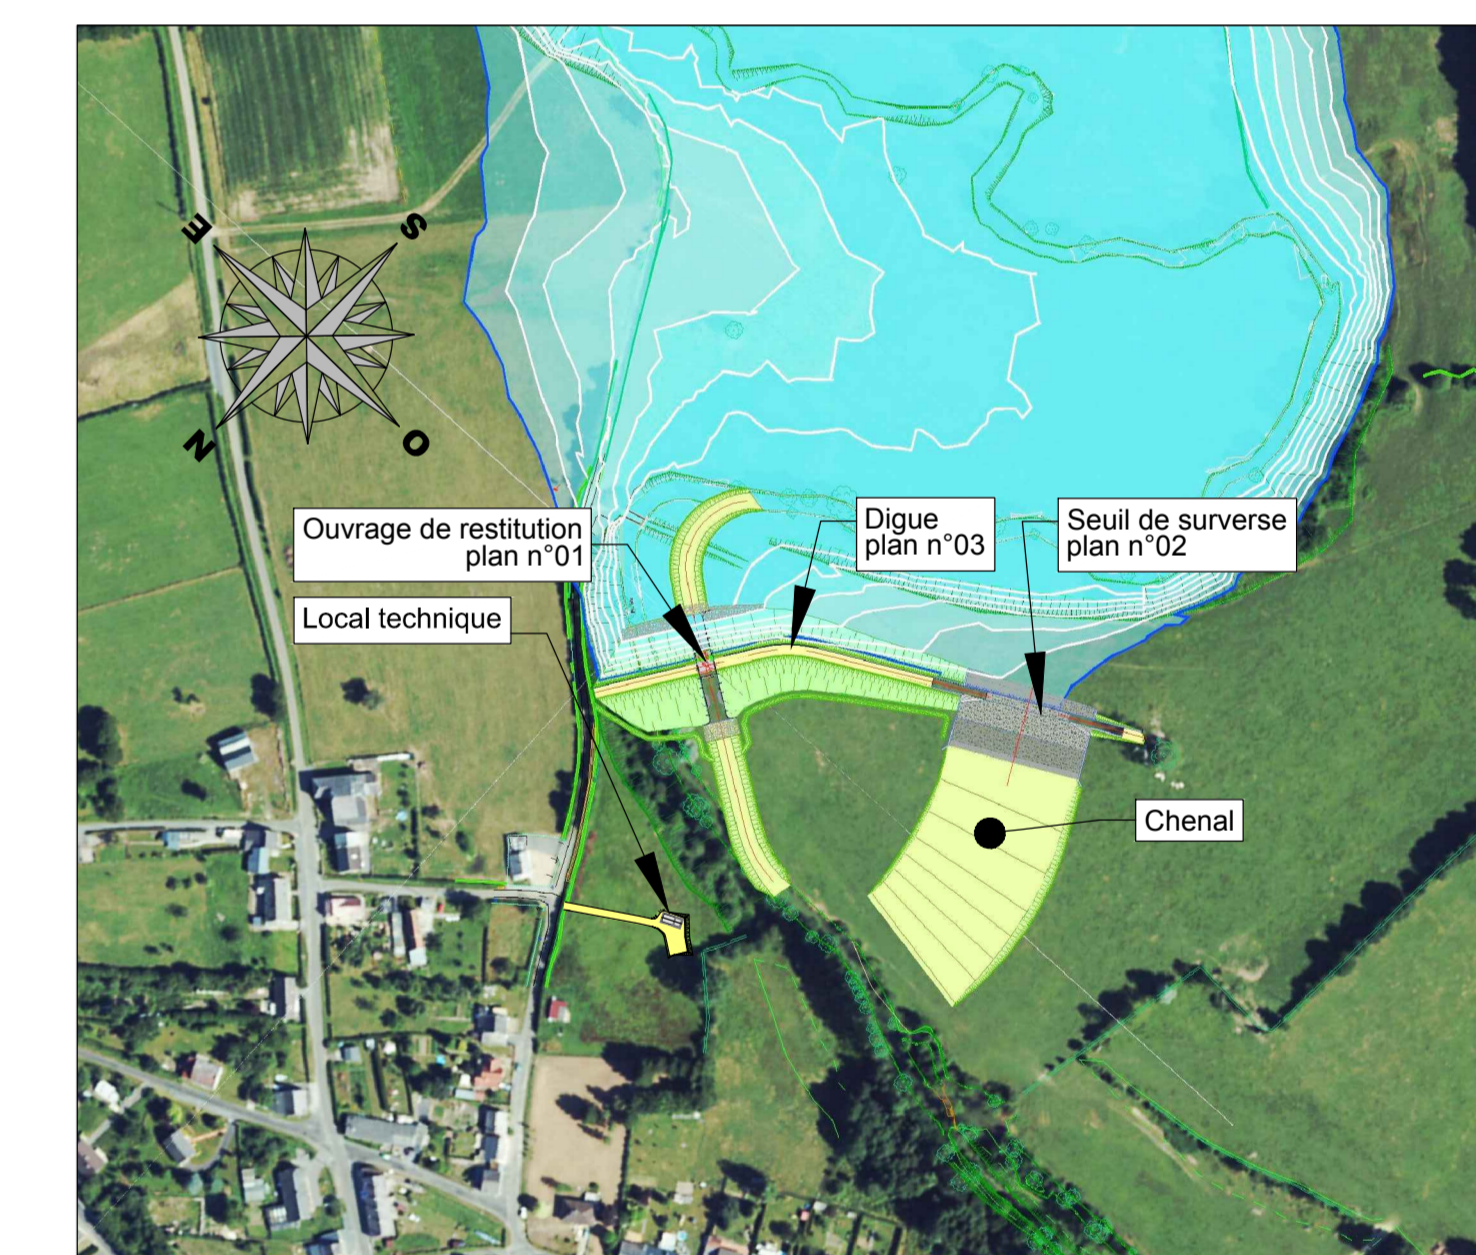 E
S
N
O
Ouvrage de restitution
plan n°01
Digue
plan n°03
Seuil de surverse
plan n°02
Local technique
Chenal